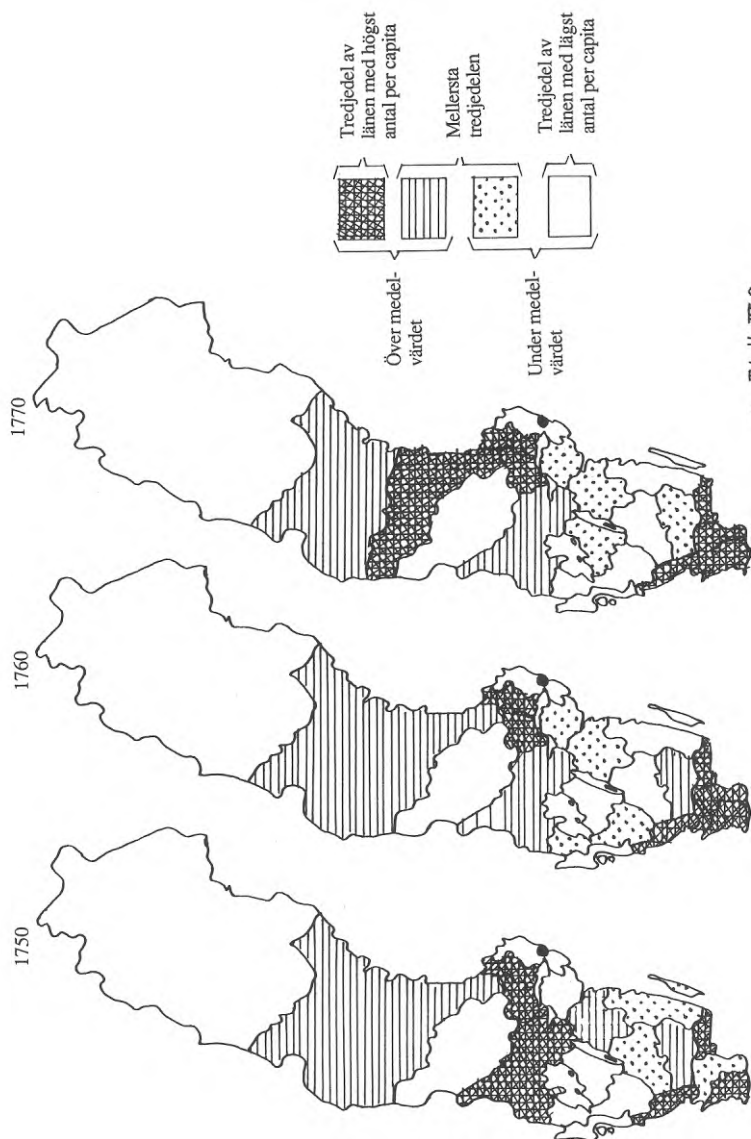 1750
1760
1770
Över medel-
värdet
Under medel-
värdet
Tredjedel av
länen med högst
antal per capita
Mellersta
tredjedelen
Tredjedel av
länen med lägst
antal per capita